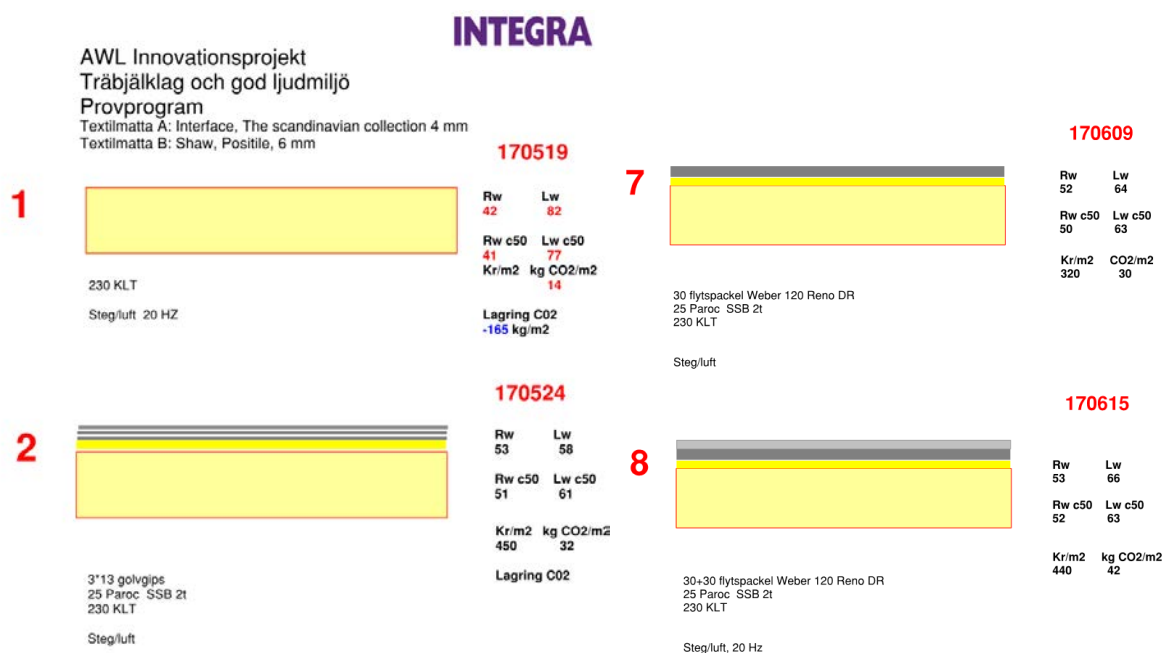 INTEGRA
AWL Innovationsprojekt
Träbjälklag och god ljudmiljö
Provprogram
Textilmatta A: Interface, The scandinavian collection 4 mm
Textilmatta B: Shaw, Positile, 6 mm
170519
1
Rw Lw
42 82
Rw c50 Lw c50
41 77
Kr/m2 kg CO2/m2
14
230 KLT
Steg/luft 20 HZ
Lagring C02
-165 kg/m2
170524
2
Rw Lw
53 58
Rw c50 Lw c50
51 61
Kr/m2 kg CO2/m2
450 32
Lagring C02
3*13 golvgips
25 Paroc SSB 2t
230 KLT
Steg/luft
170609
7
Rw Lw
52 64
Rw c50 Lw c50
50 63
Kr/m2 CO2/m2
320 30
30 flytspackel Weber 120 Reno DR
25 Paroc SSB 2t
230 KLT
Steg/luft
170615
8
Rw Lw
53 66
Rw c50 Lw c50
52 63
Kr/m2 kg CO2/m2
440 42
30+30 flytspackel Weber 120 Reno DR
25 Paroc SSB 2t
230 KLT
Steg/luft, 20 Hz